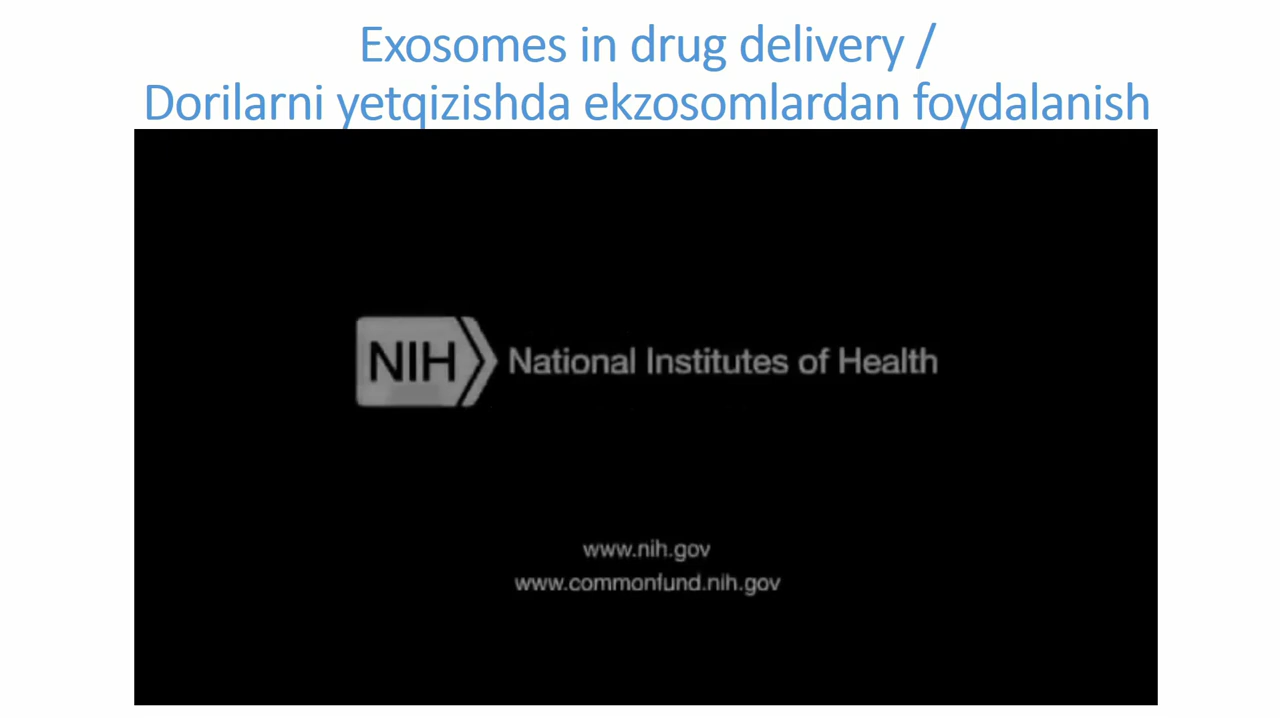 Exosomes in drug delivery /
Dorilarni yetqizishda ekzosomlardan foydalanish
NIH National Institutes of Health
www.nih.gov
www.commonfund.nih.gov